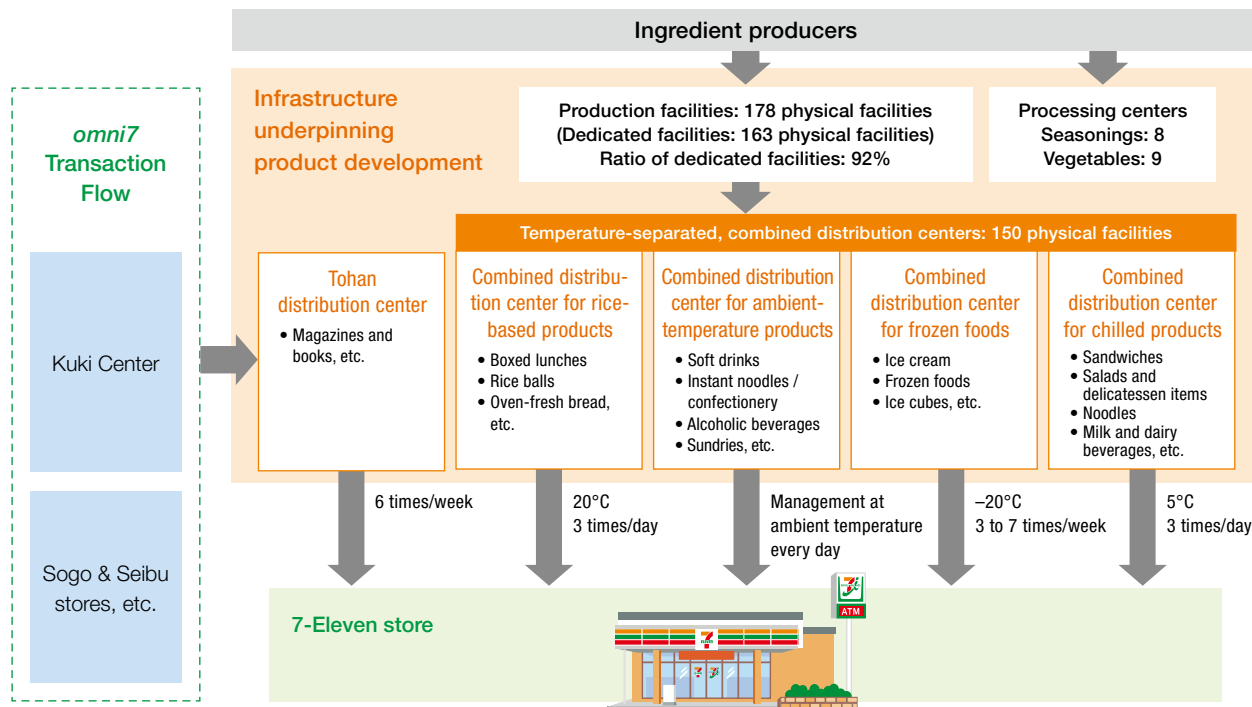 Ingredient producers
omni7
Transaction
Flow
Kuki Center
Sogo & Seibu
stores, etc.
Infrastructure
underpinning
product development
Production facilities: 178 physical facilities
(Dedicated facilities: 163 physical facilities)
Ratio of dedicated facilities: 92%
Processing centers
Seasonings: 8
Vegetables: 9
Temperature-separated, combined distribution centers: 150 physical facilities
Tohan
distribution center
• Magazines and
books, etc.
Combined distribu-
tion center for rice-
based products
• Boxed lunches
• Rice balls
• Oven-fresh bread,
etc.
Combined distribution
center for ambient-
temperature products
• Soft drinks
• Instant noodles /
confectionery
• Alcoholic beverages
• Sundries, etc.
Combined
distribution center
for frozen foods
• Ice cream
• Frozen foods
• Ice cubes, etc.
Combined
distribution center
for chilled products
• Sandwiches
• Salads and
delicatessen items
• Noodles
• Milk and dairy
beverages, etc.
6 times/week
20°C
3 times/day
Management at
ambient temperature
every day
–20°C
3 to 7 times/week
5°C
3 times/day
7-Eleven store
ATM